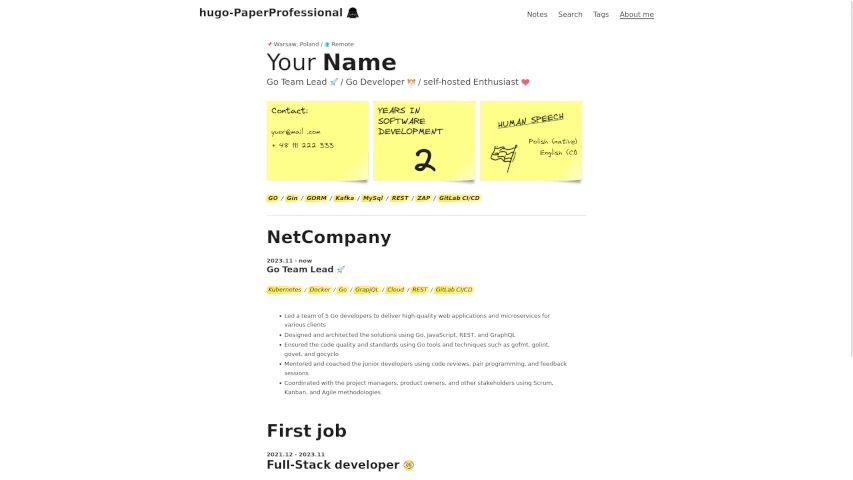 hugo-PaperProfessional
Notes Search Tags About me
Warsaw, Poland / Remote
Your Name
Go Team Lead 🚀 / Go Developer / self-hosted Enthusiast
Contact:
your@mail .com
+ 48 111 222 333
YEARS IN
SOFTWARE
DEVELOPMENT
2
HUMAN SPEECH
Polish (native)
English (C1)
GO / Gin / GORM / Kafka / MySql / REST / ZAP / GitLab CI/CD
NetCompany
2023.11 - now
Go Team Lead 🚀
Kubernetes / Docker / Go / GrapjQL / Cloud / REST / GitLab CI/CD
• Led a team of 5 Go developers to deliver high-quality web applications and microservices for
various clients
• Designed and architected the solutions using Go, JavaScript, REST, and GraphQL
• Ensured the code quality and standards using Go tools and techniques such as gofmt, golint,
govet, and gocyclo
• Mentored and coached the junior developers using code reviews, pair programming, and feedback
sessions
• Coordinated with the project managers, product owners, and other stakeholders using Scrum,
Kanban, and Agile methodologies
First job
2021.12 - 2023.11
Full-Stack developer